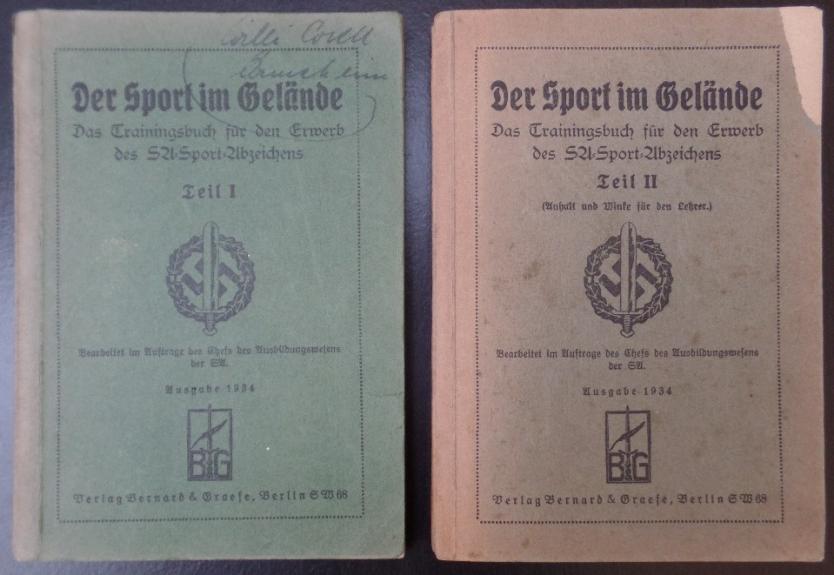 Willi
Der Sport im Gelände
Das Trainingsbuch für den Erwerb
des SA-Sport-Abzeichens
Teil I
Bearbeitet im Auftrage des Chefs des Ausbildungswesens
der SA.
Ausgabe 1934
BG
Verlag Bernard & Graefe, Berlin SW 68
Der Sport im Gelände
Das Trainingsbuch für den Erwerb
des SA-Sport-Abzeichens
Teil II
(Anhalt und Winke für den Lehrer.)
Bearbeitet im Auftrage des Chefs des Ausbildungswesens
der SA.
Ausgabe 1934
BG
Verlag Bernard & Graefe, Berlin SW 68